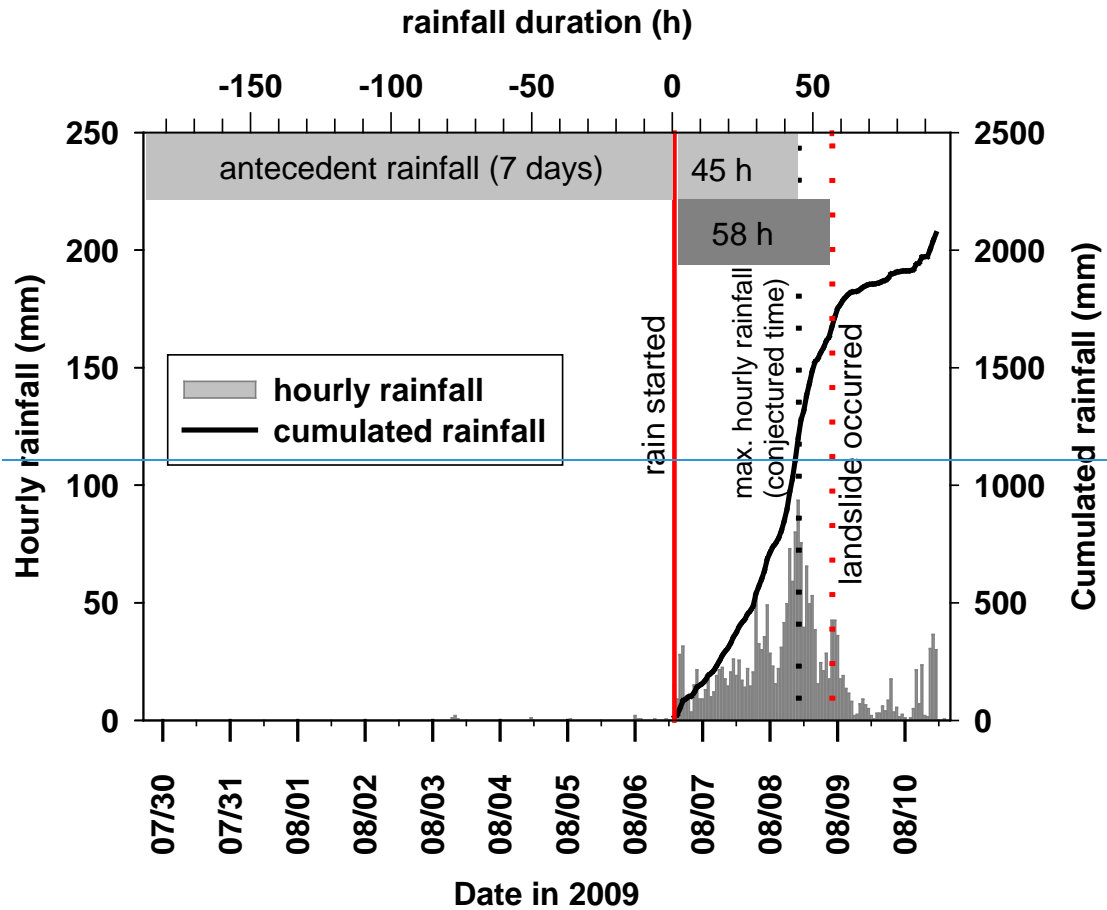 rainfall duration (h)
-150 -100 -50 0 50
250 2500
antecedent rainfall (7 days) 45 h
58 h
200 2000
150 1500
100 1000
50 500
0 0
Hourly rainfall (mm)
hourly rainfall
cumulated rainfall
rain started
max. hourly rainfall
(conjectured time)
landslide occurred
Cumulated rainfall (mm)
07/30 07/31 08/01 08/02 08/03 08/04 08/05 08/06 08/07 08/08 08/09 08/10
Date in 2009